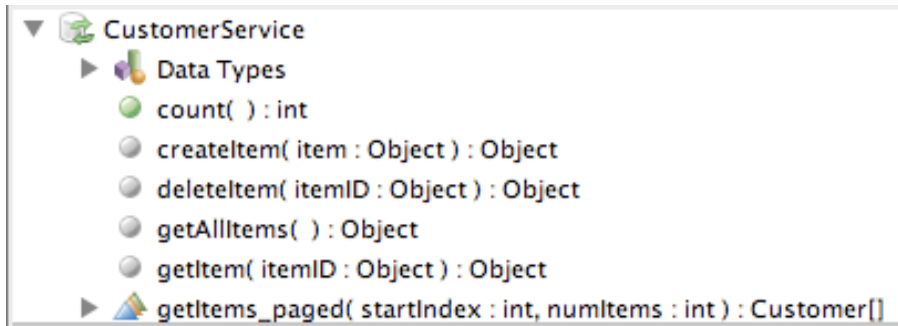 CustomerService
Data Types
count( ) : int
createItem( item : Object ) : Object
deleteItem( itemID : Object ) : Object
getAllItems( ) : Object
getItem( itemID : Object ) : Object
getItems_paged( startIndex : int, numItems : int ) : Customer[]